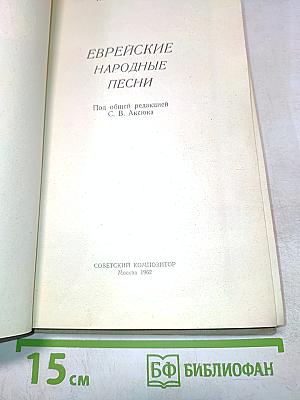 ЕВРЕЙСКИЕ
НАРОДНЫЕ
ПЕСНИ
Под общей редакцией
С. В. Аксюка
СОВЕТСКИЙ КОМПОЗИТОР
Москва 1962
15 см
БФ БИБЛИОФАН